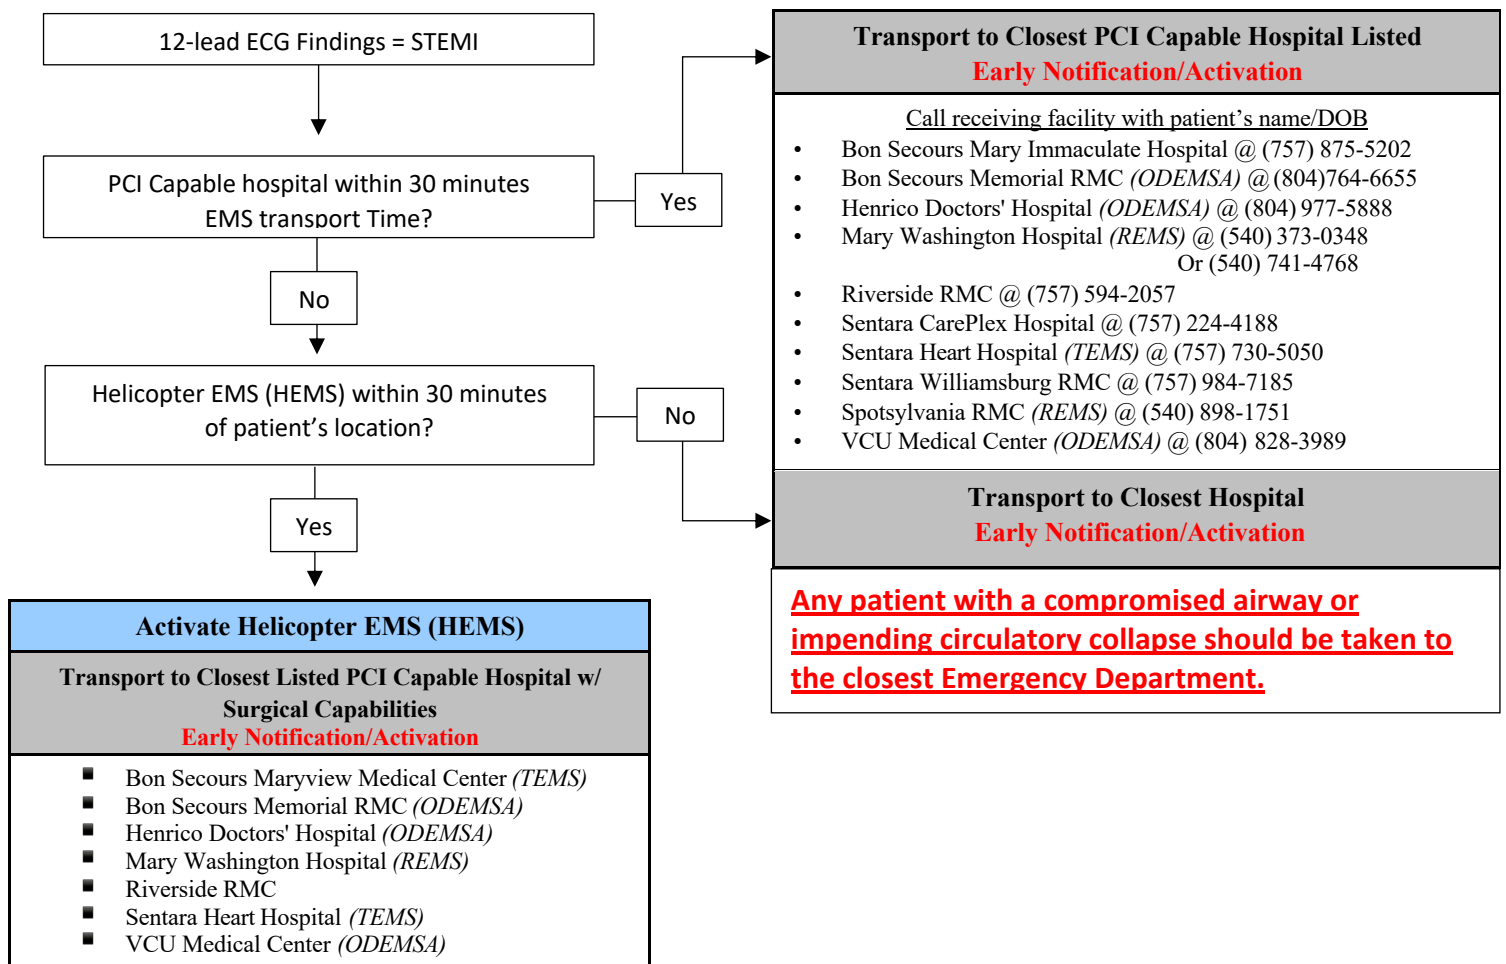 12-lead ECG Findings = STEMI
PCI Capable hospital within 30 minutes
EMS transport Time?
Yes
No
Helicopter EMS (HEMS) within 30 minutes
of patient’s location?
No
Yes
Activate Helicopter EMS (HEMS)
Transport to Closest Listed PCI Capable Hospital w/
Surgical Capabilities
Early Notification/Activation
▪ Bon Secours Maryview Medical Center (TEMS)
▪ Bon Secours Memorial RMC (ODEMSA)
▪ Henrico Doctors' Hospital (ODEMSA)
▪ Mary Washington Hospital (REMS)
▪ Riverside RMC
▪ Sentara Heart Hospital (TEMS)
▪ VCU Medical Center (ODEMSA)
Transport to Closest PCI Capable Hospital Listed
Early Notification/Activation
Call receiving facility with patient’s name/DOB
• Bon Secours Mary Immaculate Hospital @ (757) 875-5202
• Bon Secours Memorial RMC (ODEMSA) @ (804)764-6655
• Henrico Doctors' Hospital (ODEMSA) @ (804) 977-5888
• Mary Washington Hospital (REMS) @ (540) 373-0348
Or (540) 741-4768
• Riverside RMC @ (757) 594-2057
• Sentara CarePlex Hospital @ (757) 224-4188
• Sentara Heart Hospital (TEMS) @ (757) 730-5050
• Sentara Williamsburg RMC @ (757) 984-7185
• Spotsylvania RMC (REMS) @ (540) 898-1751
• VCU Medical Center (ODEMSA) @ (804) 828-3989
Transport to Closest Hospital
Early Notification/Activation
Any patient with a compromised airway or
impending circulatory collapse should be taken to
the closest Emergency Department.